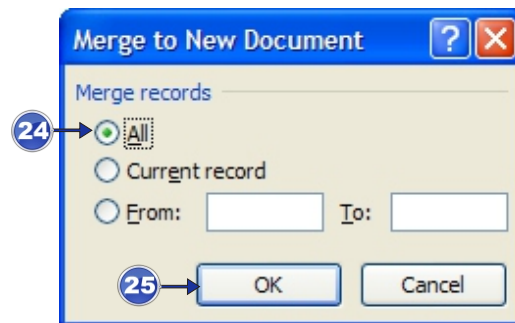 Merge to New Document
Merge records
24 All
Current record
From: To:
25 OK Cancel